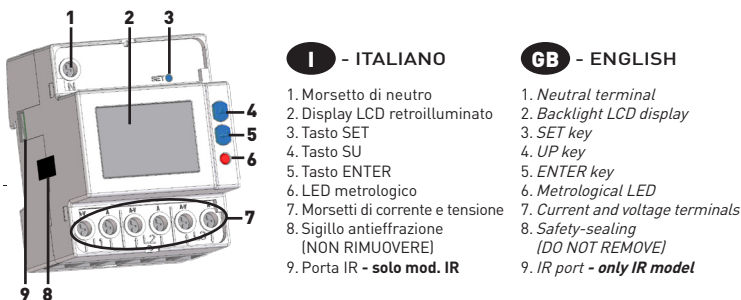 1 2 3
N
SET
4
5
6
7
L2
9 8
I - ITALIANO
1. Morsetto di neutro
2. Display LCD retroilluminato
3. Tasto SET
4. Tasto SU
5. Tasto ENTER
6. LED metrologico
7. Morsetti di corrente e tensione
8. Sigillo antieffrazione
(NON RIMUOVERE)
9. Porta IR - solo mod. IR
GB - ENGLISH
1. Neutral terminal
2. Backlight LCD display
3. SET key
4. UP key
5. ENTER key
6. Metrological LED
7. Current and voltage terminals
8. Safety-sealing
(DO NOT REMOVE)
9. IR port - only IR model